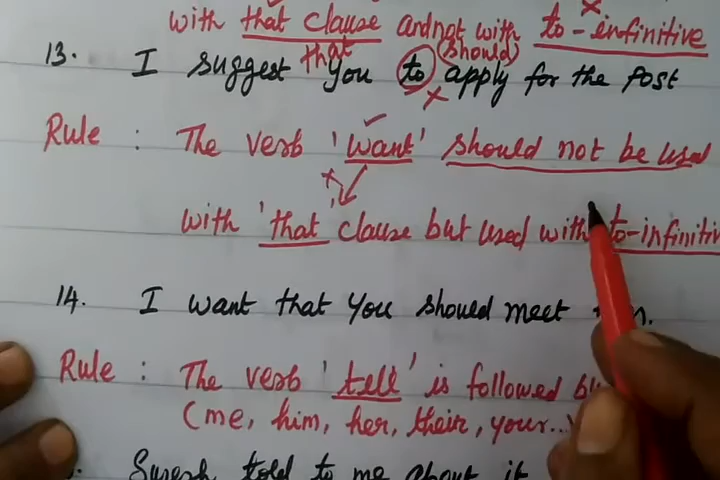 with that clause and not with to-infinitive
that (should)
13. I suggest you to apply for the Post
Rule : The verb 'want' should not be used
with 'that' clause but used with to-infinitiv
14. I want that you should meet
Rule : The verb 'tell' is followed b
(me, him, her, their, your...)
Suresh told to me about it